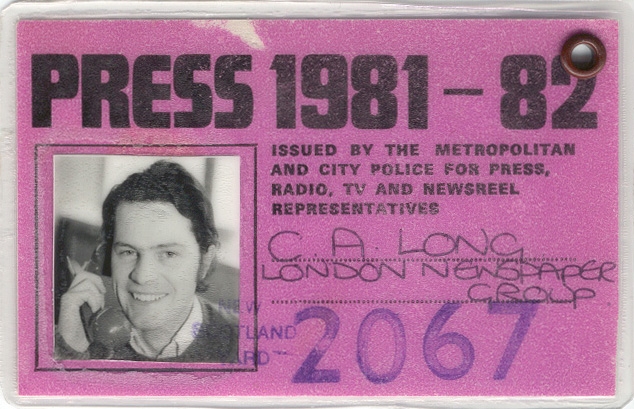 PRESS 1981-82
ISSUED BY THE METROPOLITAN
AND CITY POLICE FOR PRESS,
RADIO, TV AND NEWSREEL
REPRESENTATIVES
C. A. LONG
LONDON NEWSPAPER
GROUP
NEW
SCOTLAND
YARD
2067